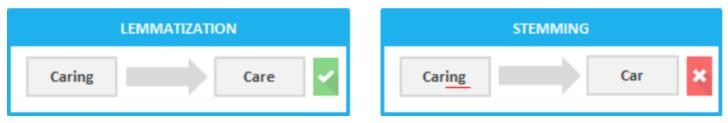 LEMMATIZATION
Caring
Care
STEMMING
Caring
Car